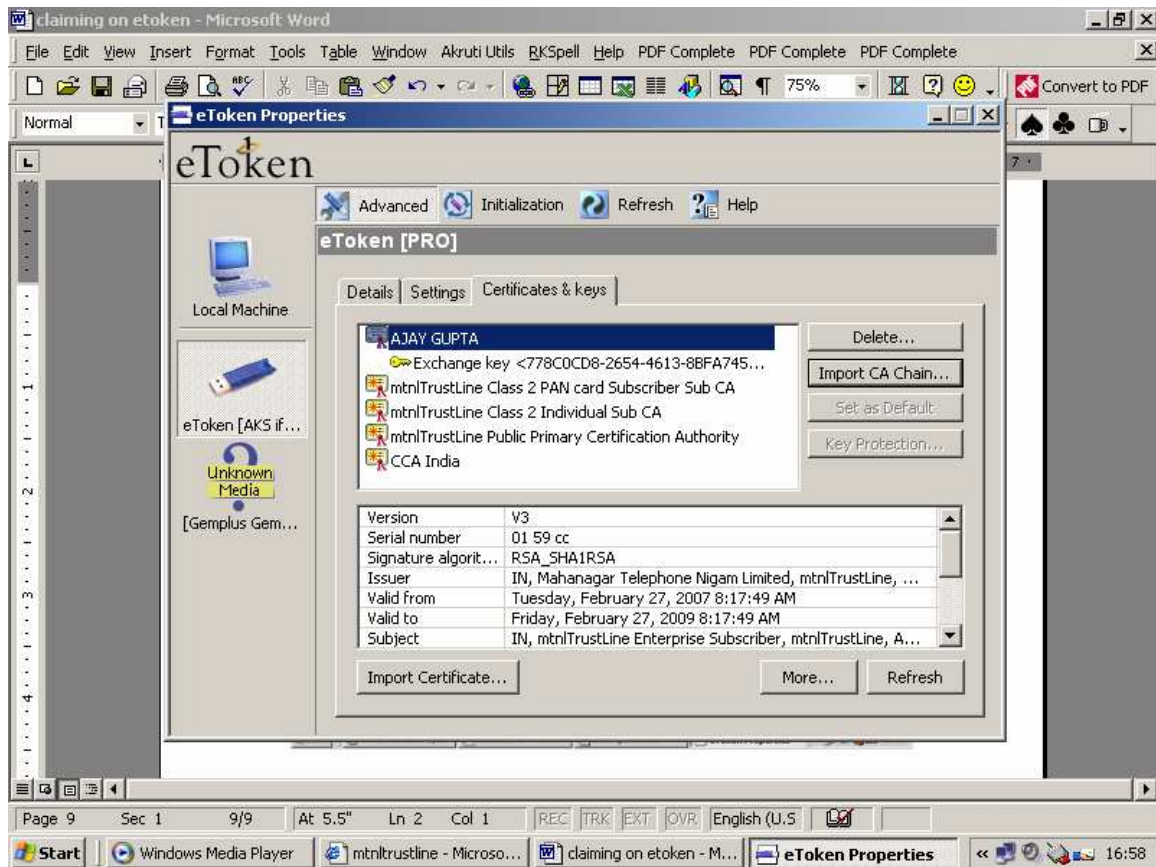 claiming on etoken - Microsoft Word
File Edit View Insert Format Tools Table Window Akruti Utils RKSpell Help PDF Complete PDF Complete PDF Complete
75% Convert to PDF
Normal
eToken Properties
eToken
Advanced Initialization Refresh Help
eToken [PRO]
Local Machine
eToken [AKS if...
Unknown
Media
[Gemplus Gem...
Details Settings Certificates & keys
AJAY GUPTA
Exchange key <778C0CD8-2654-4613-8BFA745...
mtnlTrustLine Class 2 PAN card Subscriber Sub CA
mtnlTrustLine Class 2 Individual Sub CA
mtnlTrustLine Public Primary Certification Authority
CCA India
Delete...
Import CA Chain...
Set as Default
Key Protection...
Version V3
Serial number 01 59 cc
Signature algorit... RSA_SHA1RSA
Issuer IN, Mahanagar Telephone Nigam Limited, mtnlTrustLine, ...
Valid from Tuesday, February 27, 2007 8:17:49 AM
Valid to Friday, February 27, 2009 8:17:49 AM
Subject IN, mtnlTrustLine Enterprise Subscriber, mtnlTrustLine, A...
Import Certificate... More... Refresh
Page 9 Sec 1 9/9 At 5.5" Ln 2 Col 1 REC TRK EXT OVR English (U.S
Start Windows Media Player mtnltrustline - Microso... claiming on etoken - M... eToken Properties 16:58